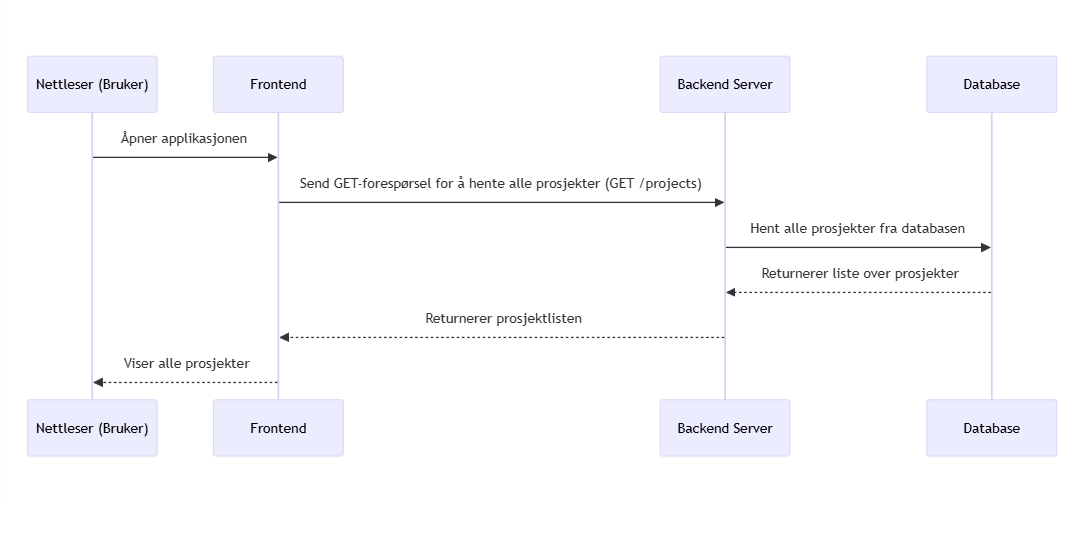 Nettleser (Bruker)
Frontend
Backend Server
Database
Åpner applikasjonen
Send GET-forespørsel for å hente alle prosjekter (GET /projects)
Hent alle prosjekter fra databasen
Returnerer liste over prosjekter
Returnerer prosjektlisten
Viser alle prosjekter
Nettleser (Bruker)
Frontend
Backend Server
Database